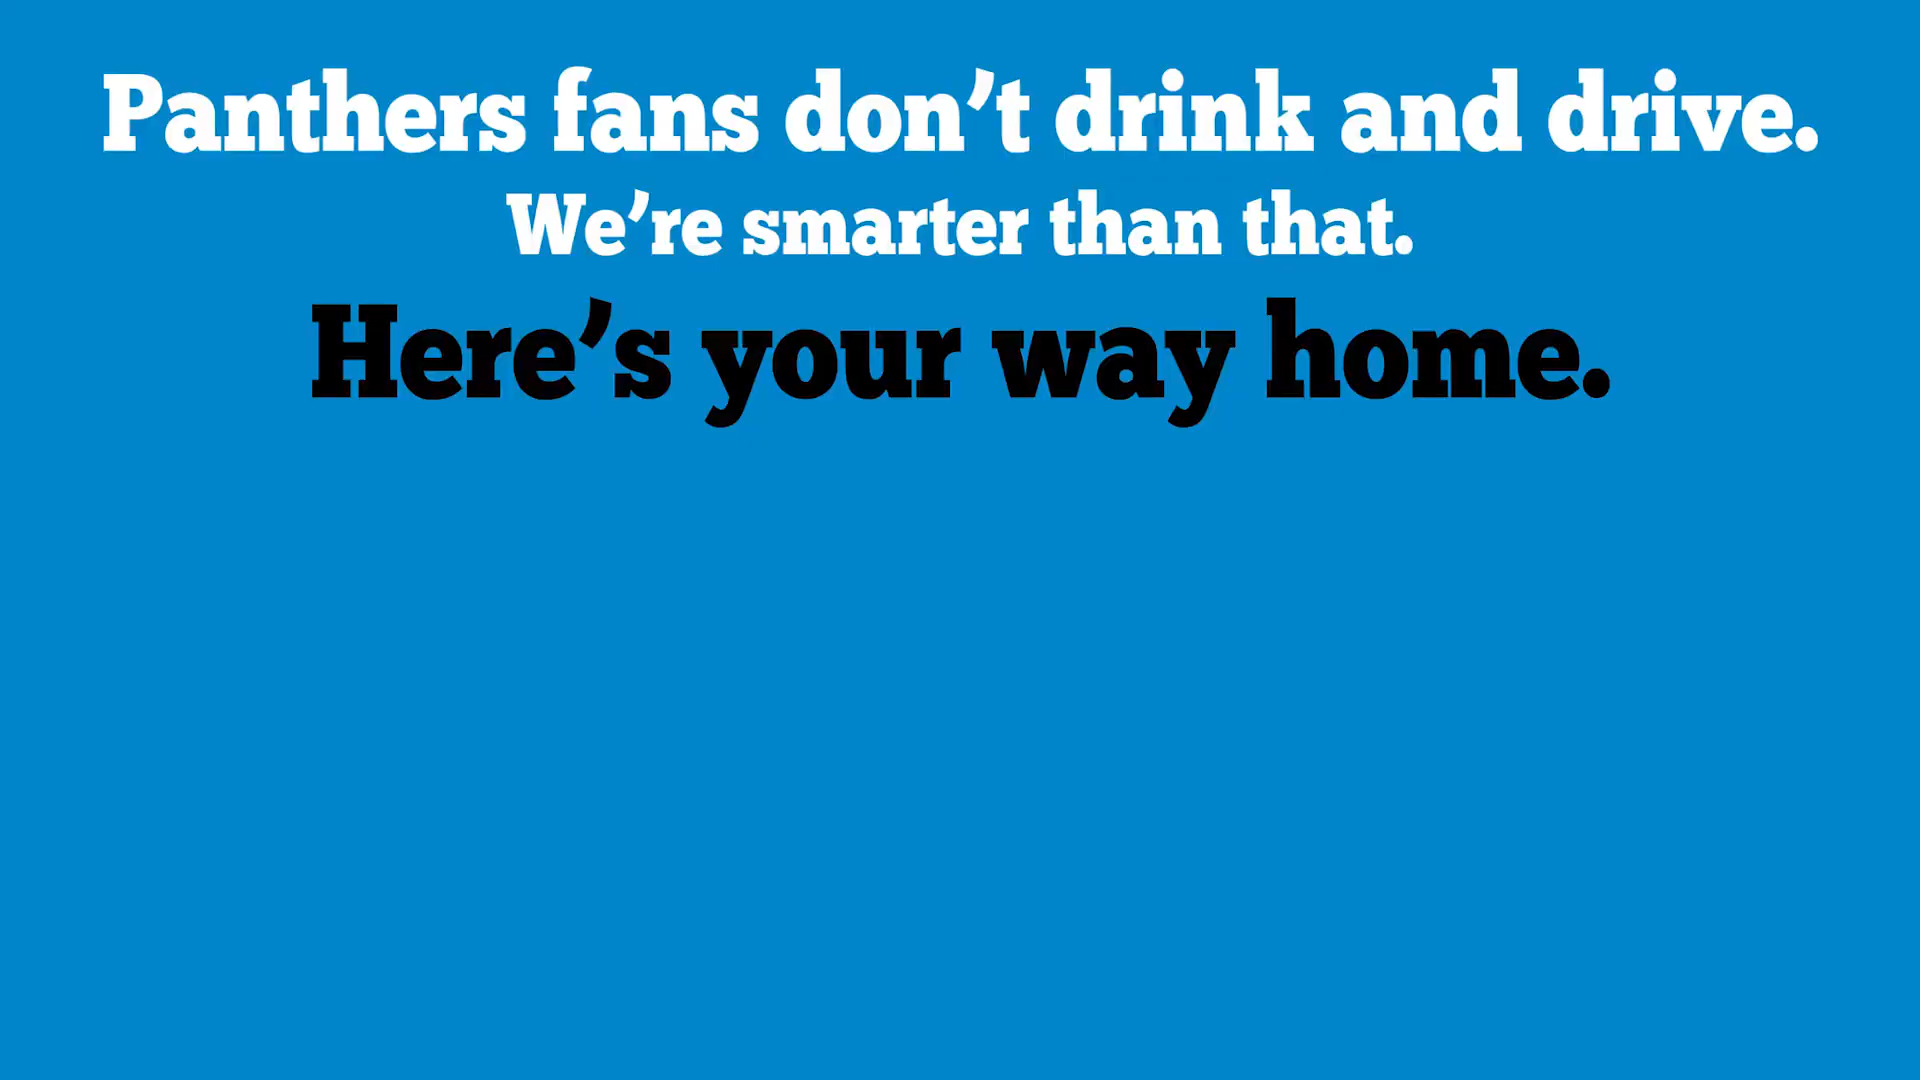 Panthers fans don’t drink and drive.
We’re smarter than that.
Here’s your way home.